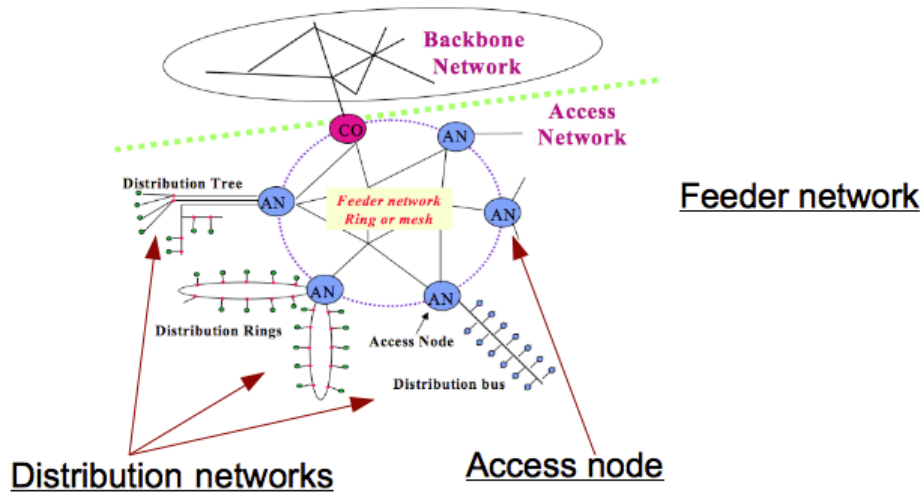 Backbone
Network
CO
AN
Access
Network
Distribution Tree
AN
Feeder network
Ring or mesh
AN
Feeder network
AN
AN
Distribution Rings
Access Node
Distribution bus
Distribution networks
Access node